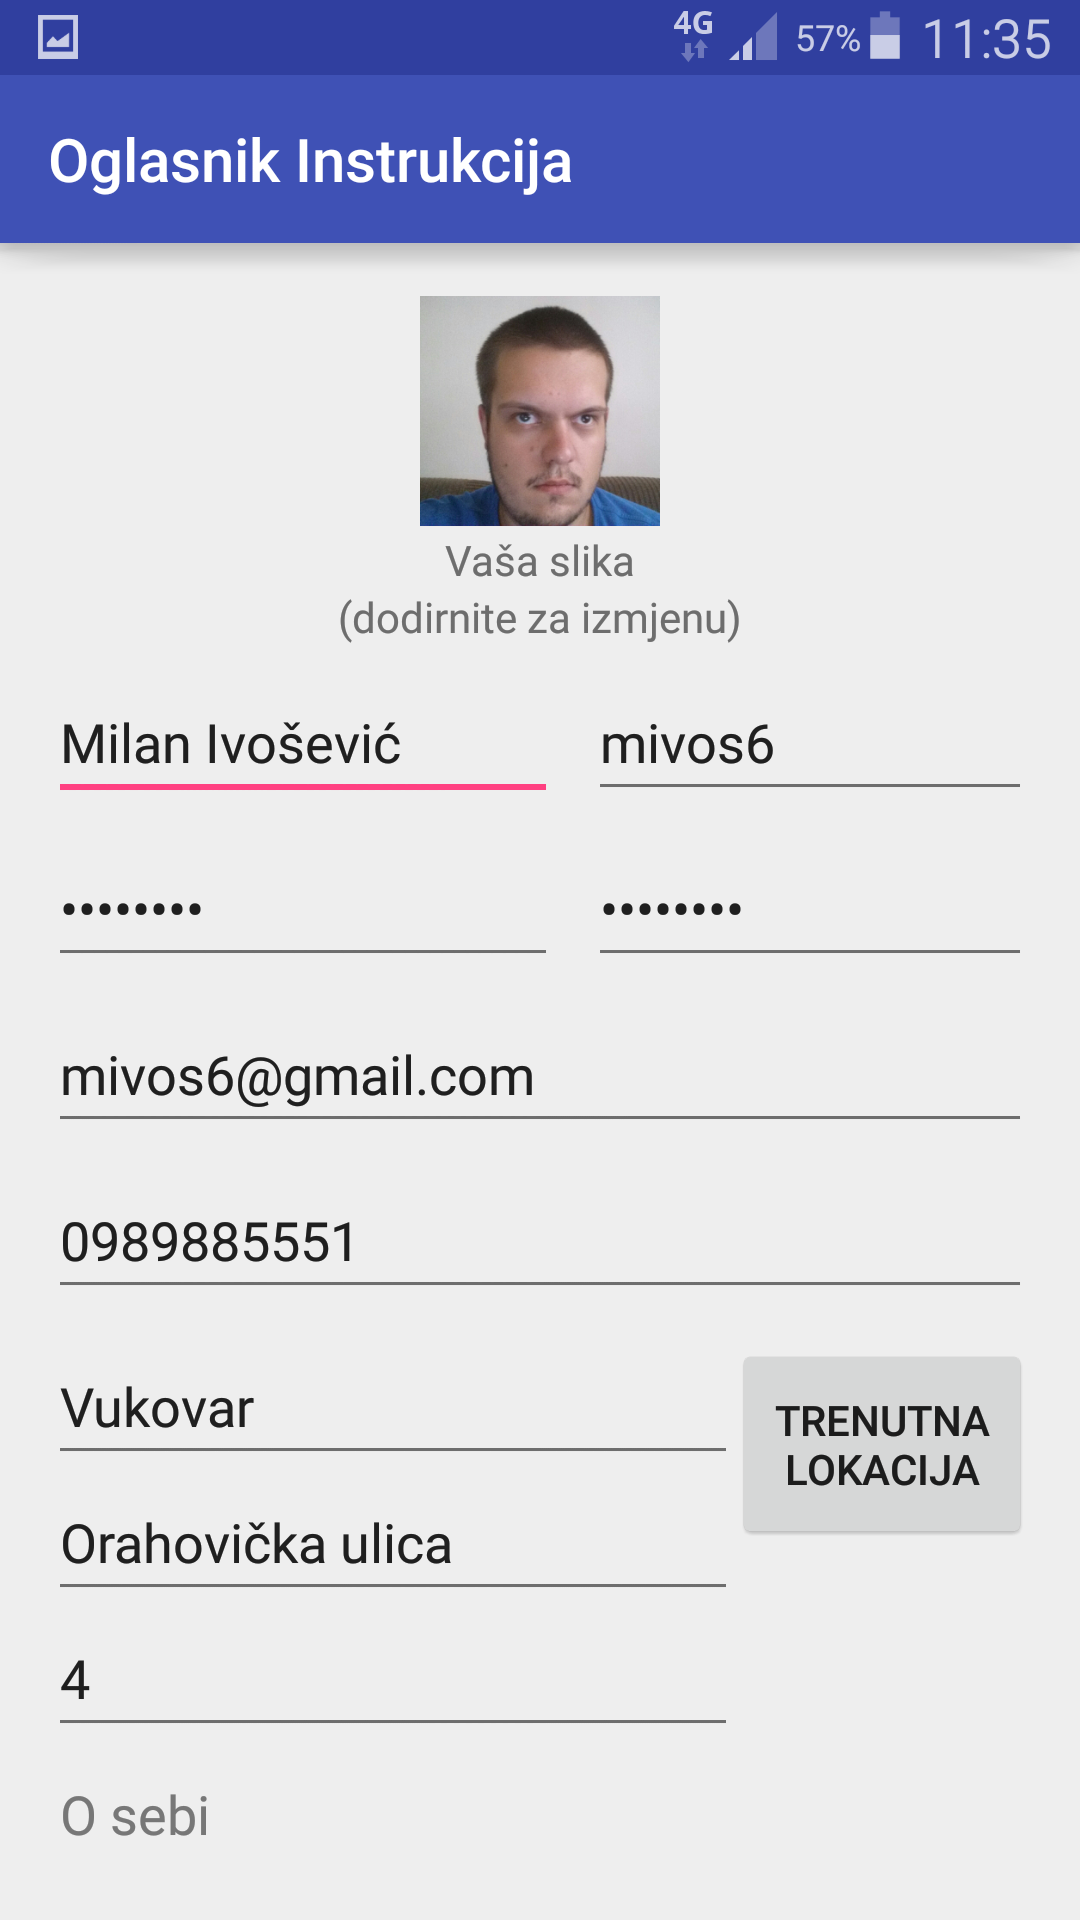 4G 57% 11:35
Oglasnik Instrukcija
Vaša slika
(dodirnite za izmjenu)
Milan Ivošević mivos6
•••••••• ••••••••
mivos6@gmail.com
0989885551
Vukovar
TRENUTNA
LOKACIJA
Orahovička ulica
4
O sebi